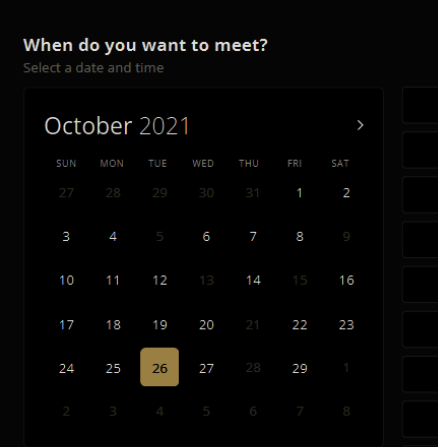 When do you want to meet?
Select a date and time
October 2021
SUN MON TUE WED THU FRI SAT
27 28 29 30 31 1 2
3 4 5 6 7 8 9
10 11 12 13 14 15 16
17 18 19 20 21 22 23
24 25 26 27 28 29 1
2 3 4 5 6 7 8